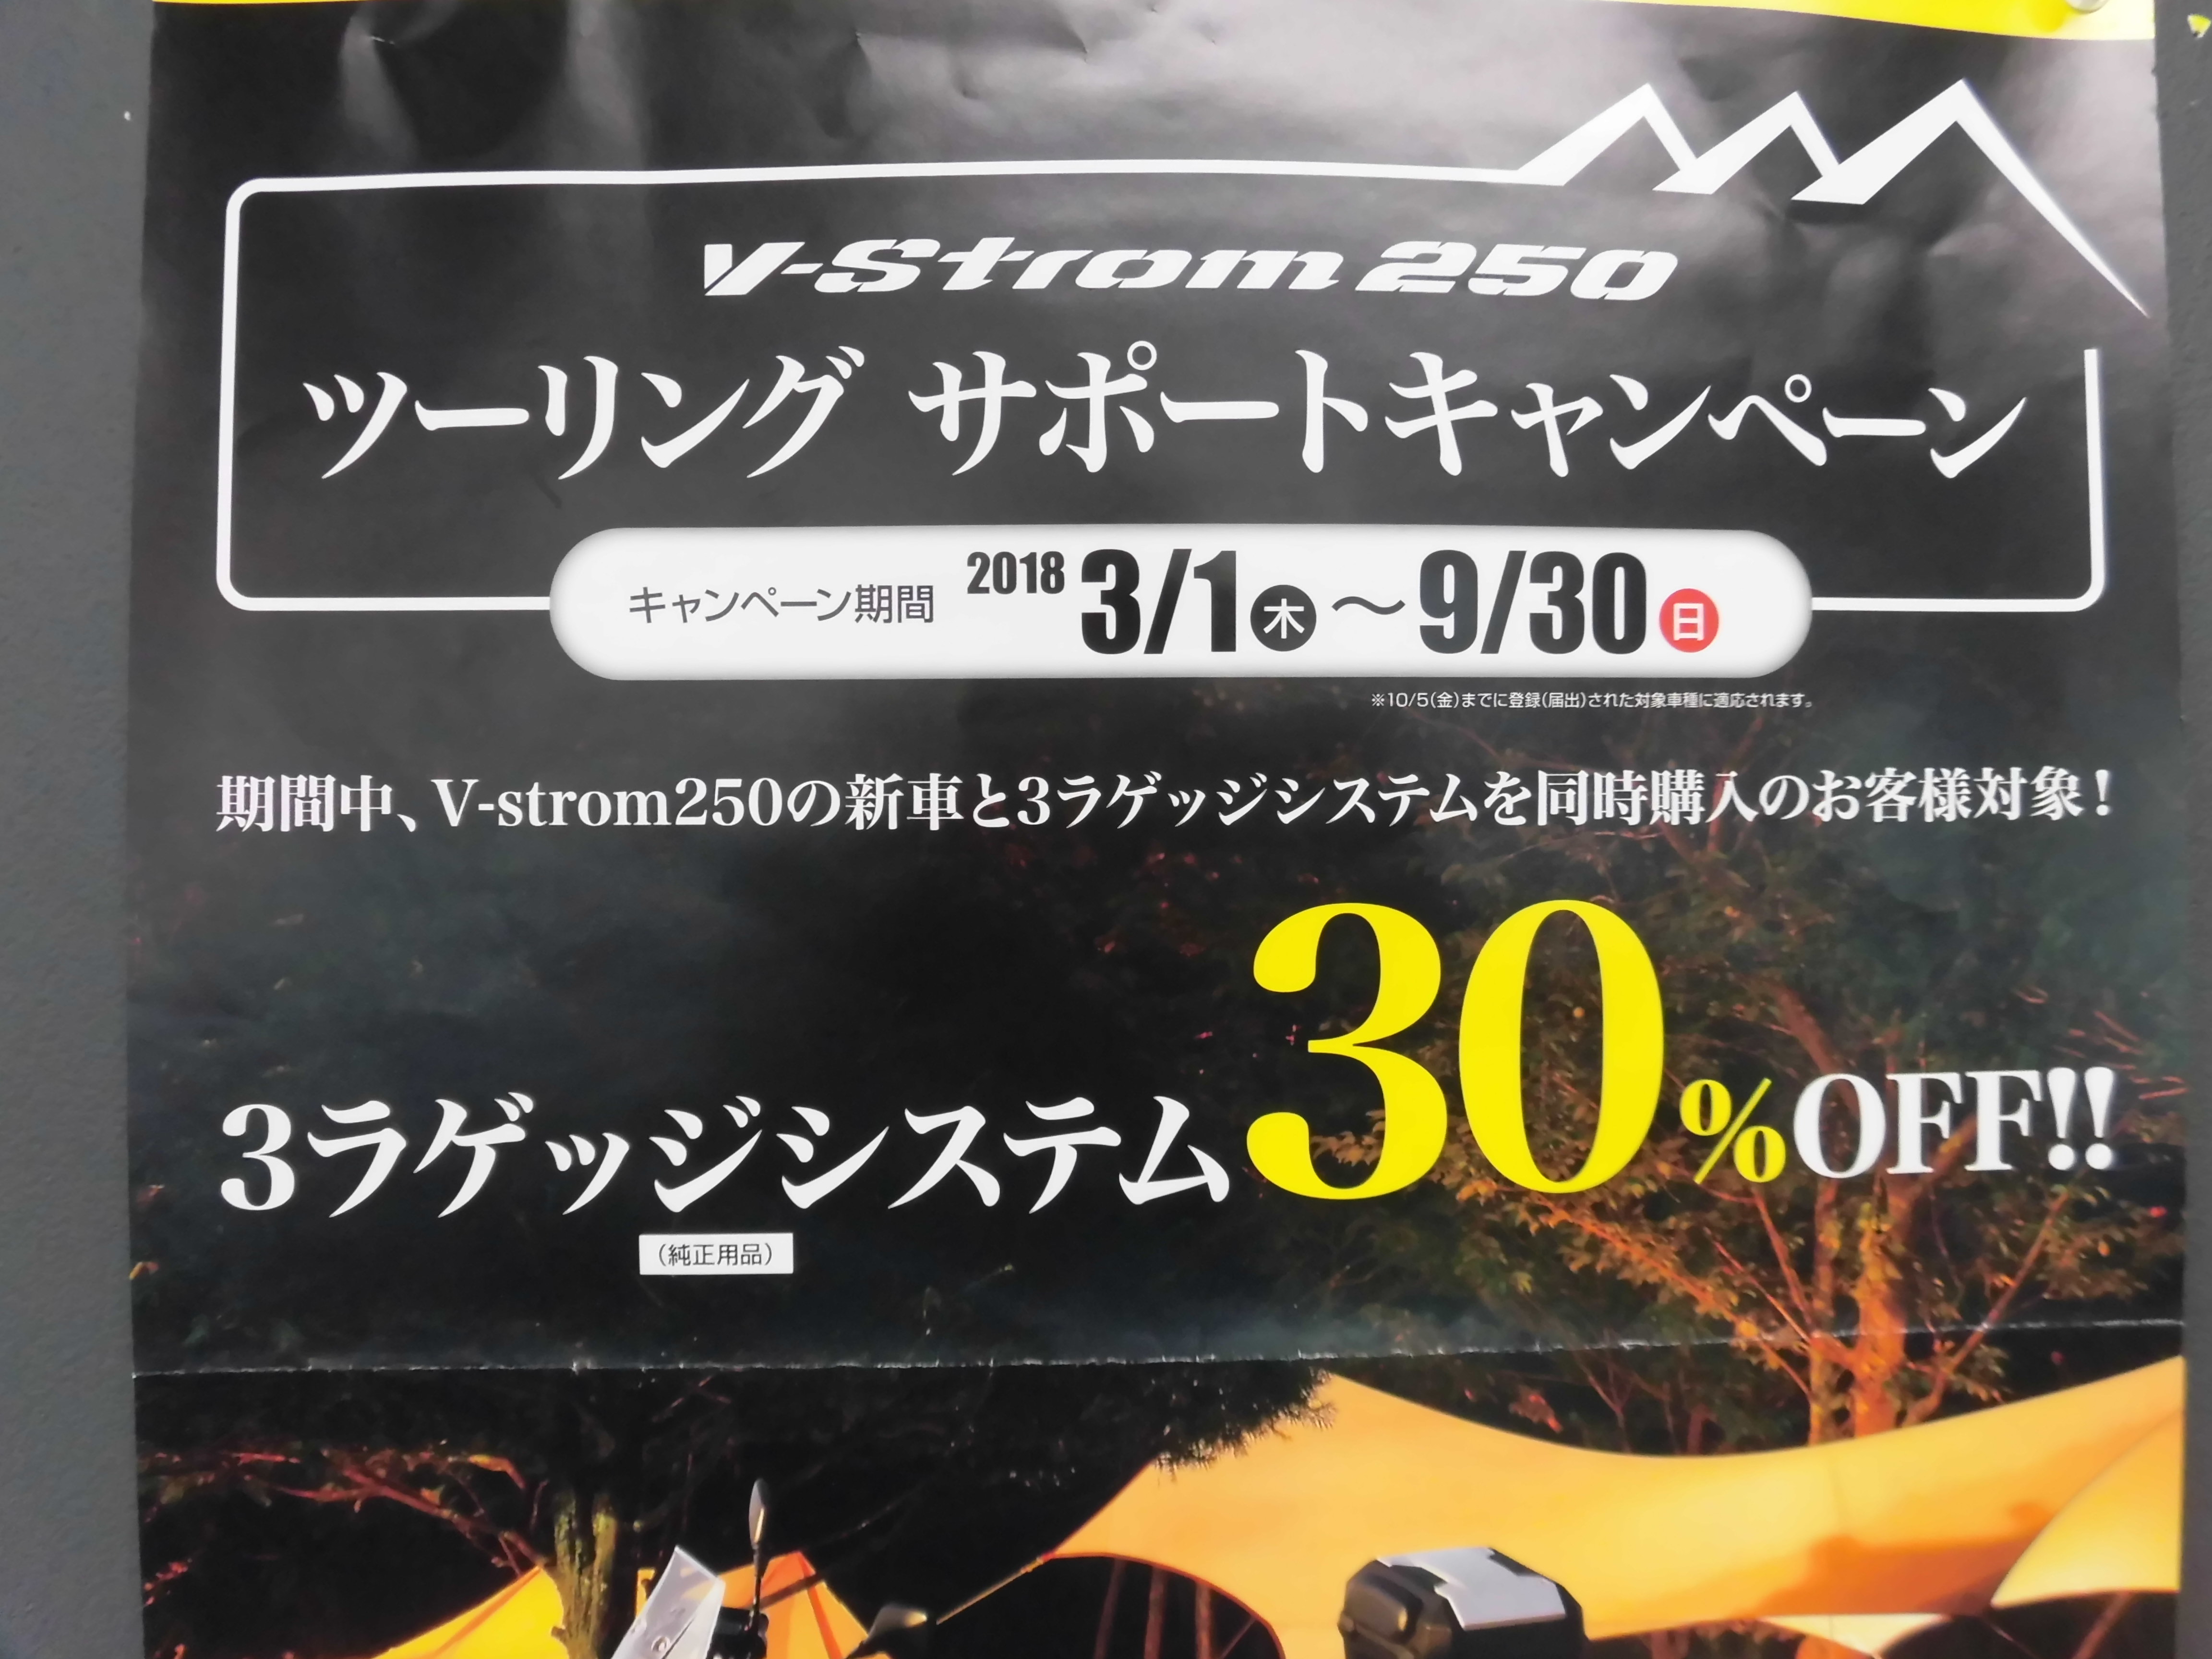 V-Strom 250
ツーリング サポートキャンペーン
キャンペーン期間 2018 3/1木～9/30日
※10/5(金)までに登録(届出)された対象車種に適応されます。
期間中、V-strom250の新車と3ラゲッジシステムを同時購入のお客様対象！
3ラゲッジシステム30%OFF!!
（純正用品）